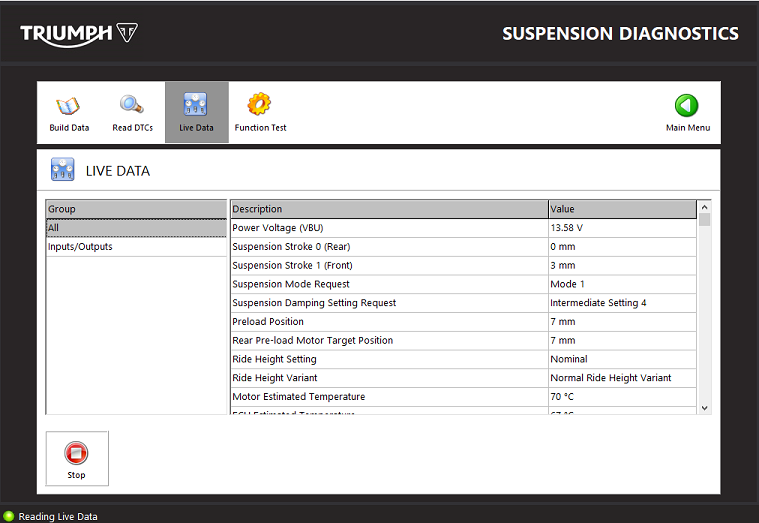 TRIUMPH
SUSPENSION DIAGNOSTICS
Build Data Read DTCs Live Data Function Test Main Menu
LIVE DATA
Group Description Value
All Power Voltage (VBU) 13.58 V
Inputs/Outputs Suspension Stroke 0 (Rear) 0 mm
Suspension Stroke 1 (Front) 3 mm
Suspension Mode Request Mode 1
Suspension Damping Setting Request Intermediate Setting 4
Preload Position 7 mm
Rear Pre-load Motor Target Position 7 mm
Ride Height Setting Nominal
Ride Height Variant Normal Ride Height Variant
Motor Estimated Temperature 70 °C
ECU Estimated Temperature 67 °C
Stop
Reading Live Data